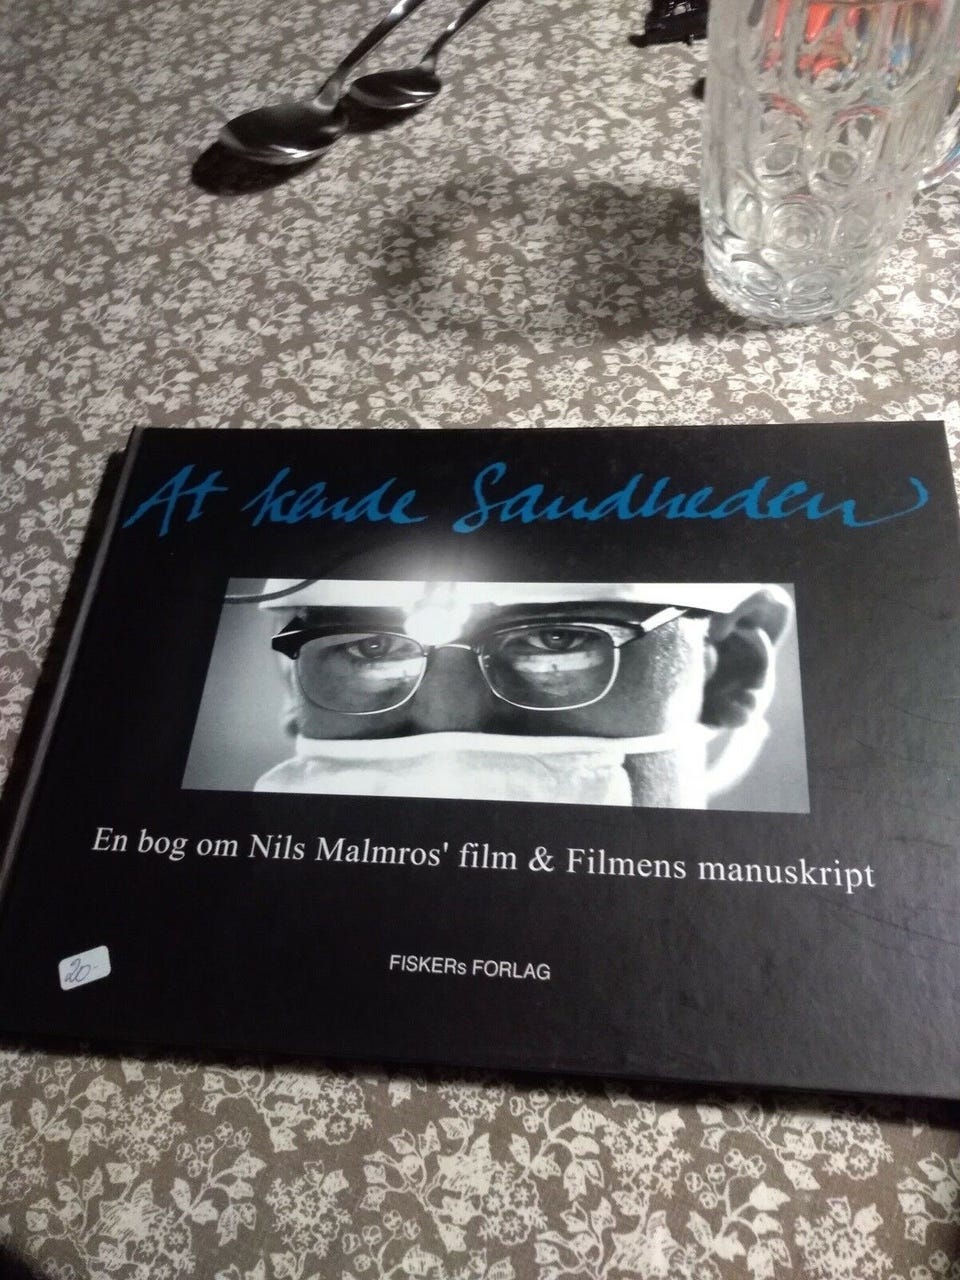 At kende Sandheden
En bog om Nils Malmros' film & Filmens manuskript
FISKERs FORLAG
20-